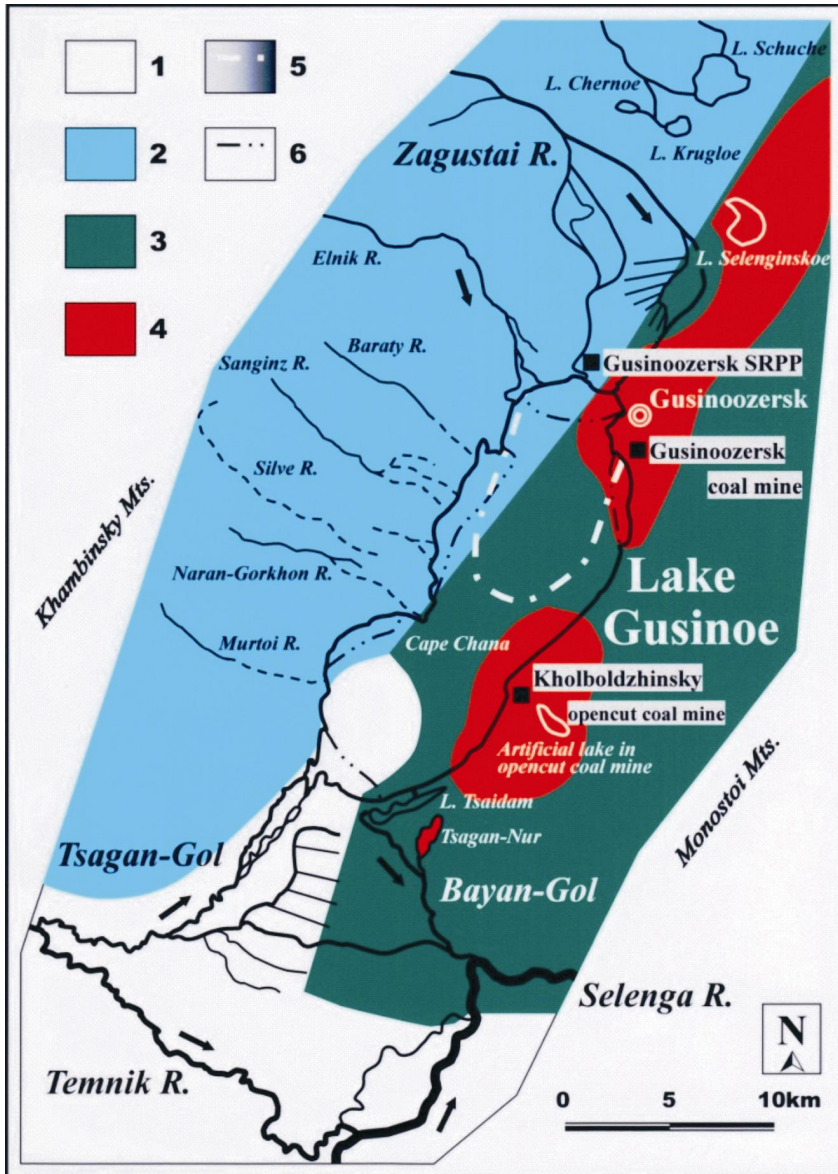 1
5
2
6
3
4
L. Schuche
L. Chernoe
L. Krugloe
Zagustai R.
Elnik R.
L. Selenginskoe
Baraty R.
Sanginz R.
Gusinoozersk SRPP
Gusinoozersk
Gusinoozersk
coal mine
Silve R.
Khambinsky Mts.
Naran-Gorkhon R.
Lake
Gusinoe
Murtoi R.
Cape Chana
Kholboldzhinsky
opencut coal mine
Artificial lake in
opencut coal mine
Monostoi Mts.
L. Tsaidam
Tsagan-Nur
Tsagan-Gol
Bayan-Gol
Selenga R.
N
Temnik R.
0 5 10km